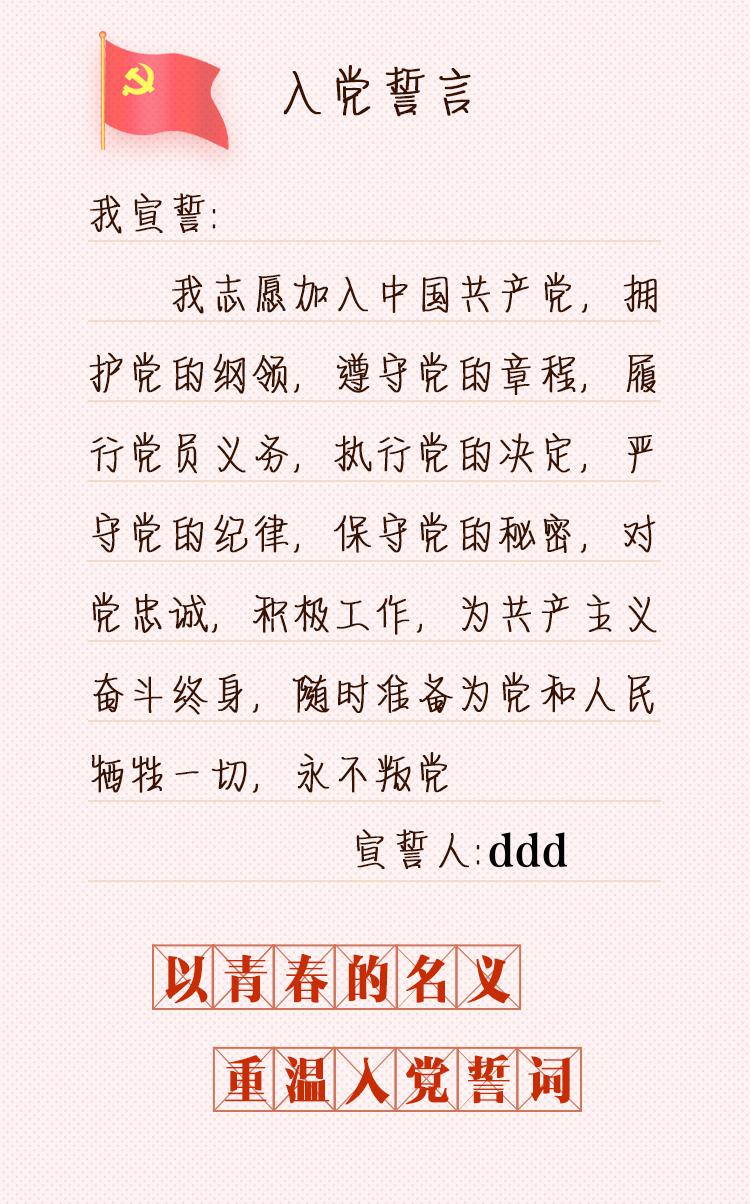 入党誓言
我宣誓:
我志愿加入中国共产党，拥
护党的纲领，遵守党的章程，履
行党员义务，执行党的决定，严
守党的纪律，保守党的秘密，对
党忠诚，积极工作，为共产主义
奋斗终身，随时准备为党和人民
牺牲一切，永不叛党
宣誓人:ddd
以青春的名义
重温入党誓词